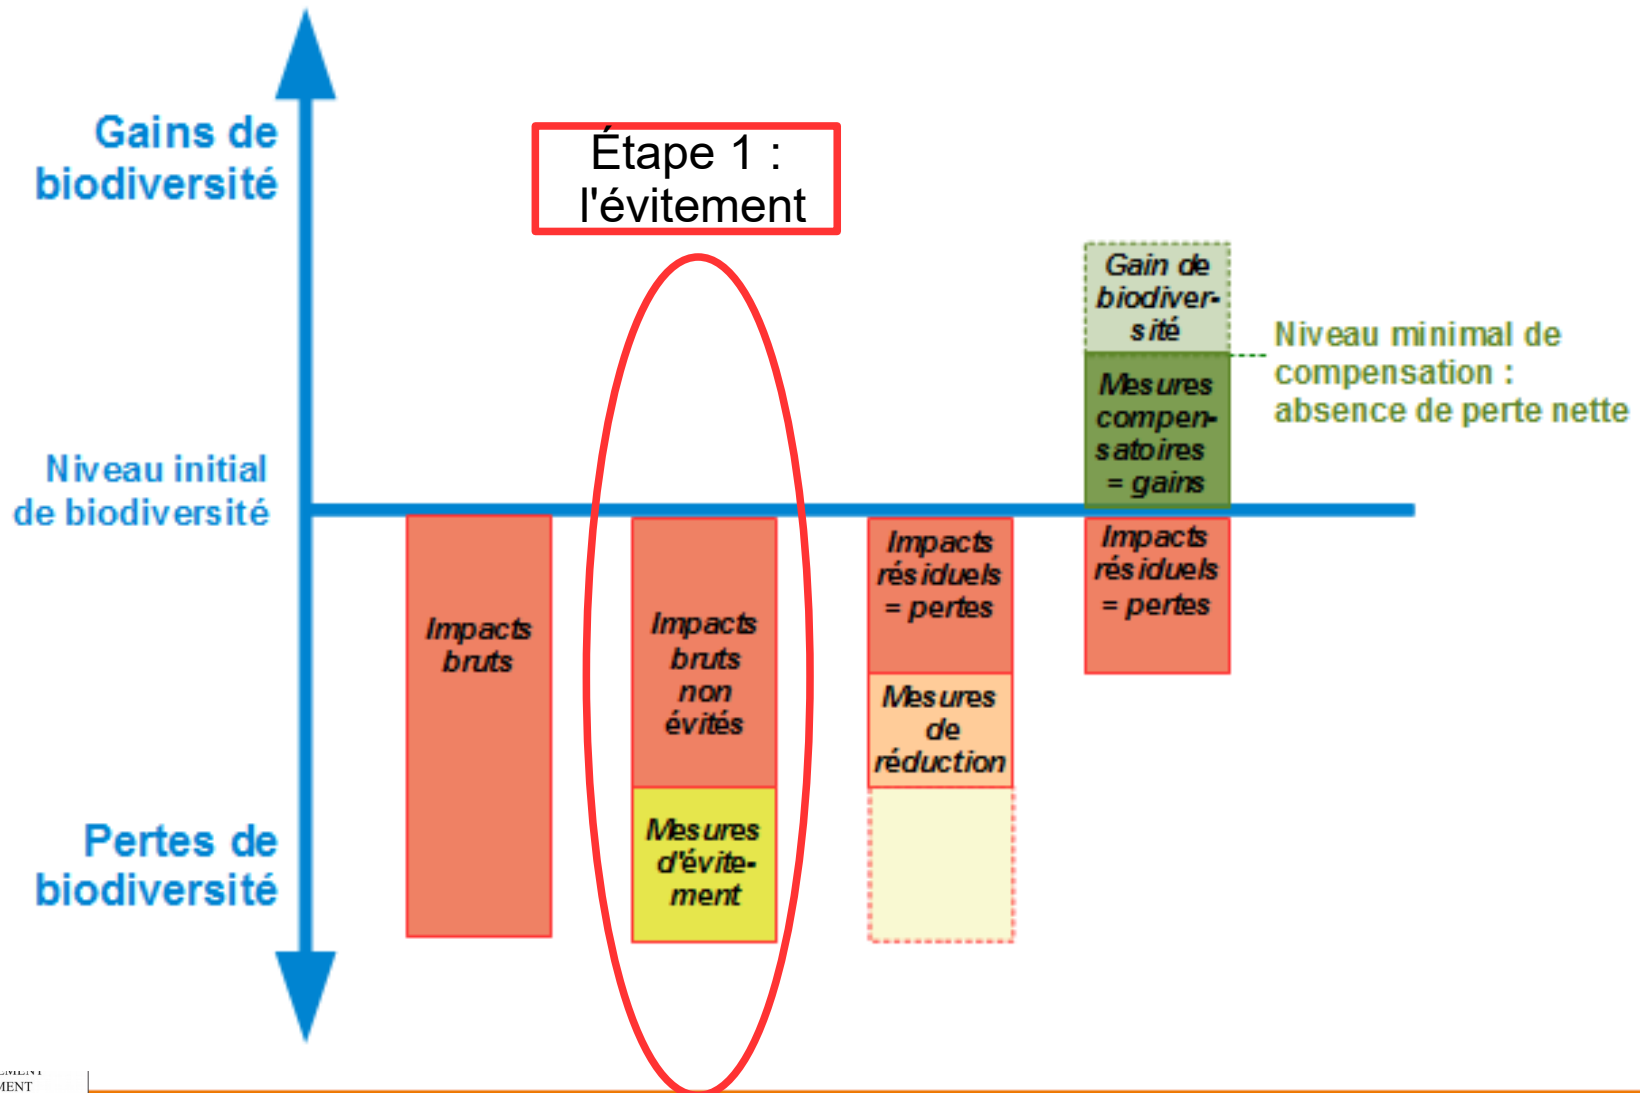 Gains de
biodiversité
Étape 1 :
l'évitement
Gain de
biodiver-
sité
Niveau minimal de
compensation :
absence de perte nette
Mesures
compen-
satoires
= gains
Niveau initial
de biodiversité
Impacts
bruts
Impacts
bruts
non
évités
Mesures
d'évite-
ment
Impacts
résiduels
= pertes
Mesures
de
réduction
Impacts
résiduels
= pertes
Pertes de
biodiversité
MENT